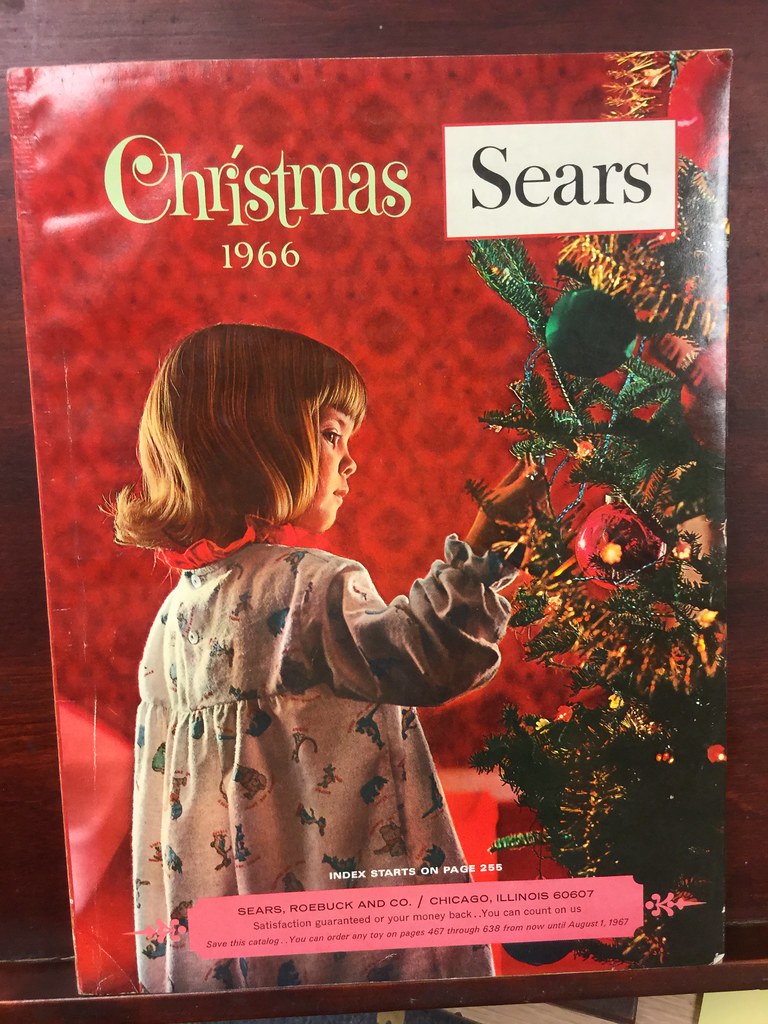 Christmas
Sears
1966
INDEX STARTS ON PAGE 255
SEARS, ROEBUCK AND CO. / CHICAGO, ILLINOIS 60607
Satisfaction guaranteed or your money back..You can count on us
Save this catalog..You can order any toy on pages 467 through 638 from now until August 1, 1967